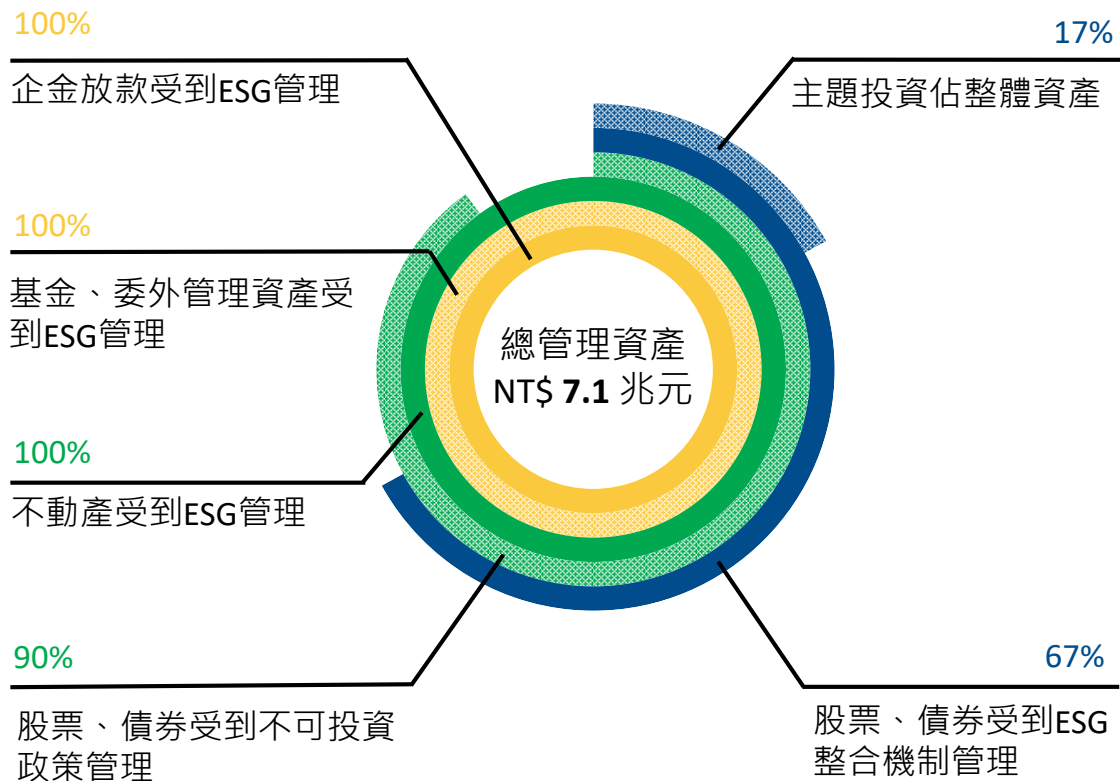 100%
企金放款受到ESG管理
100%
基金、委外管理資產受
到ESG管理
100%
不動產受到ESG管理
90%
股票、債券受到不可投資
政策管理
總管理資產
NT$ 7.1 兆元
17%
主題投資佔整體資產
67%
股票、債券受到ESG
整合機制管理